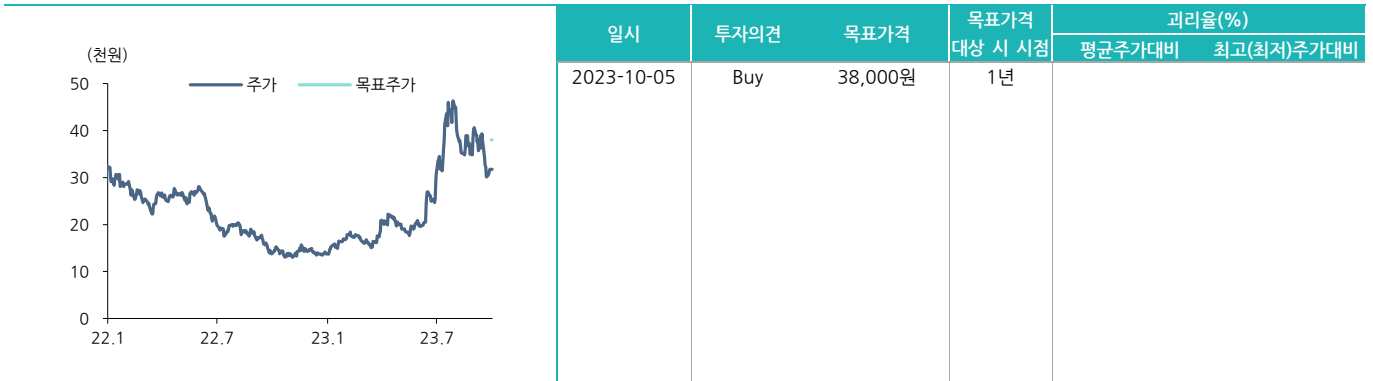 (천원)
주가 목표주가
50
40
30
20
10
0
22.1 22.7 23.1 23.7
일시 투자의견 목표가격 목표가격 대상 시 시점 괴리율(%)
평균주가대비 최고(최저)주가대비
2023-10-05 Buy 38,000원 1년